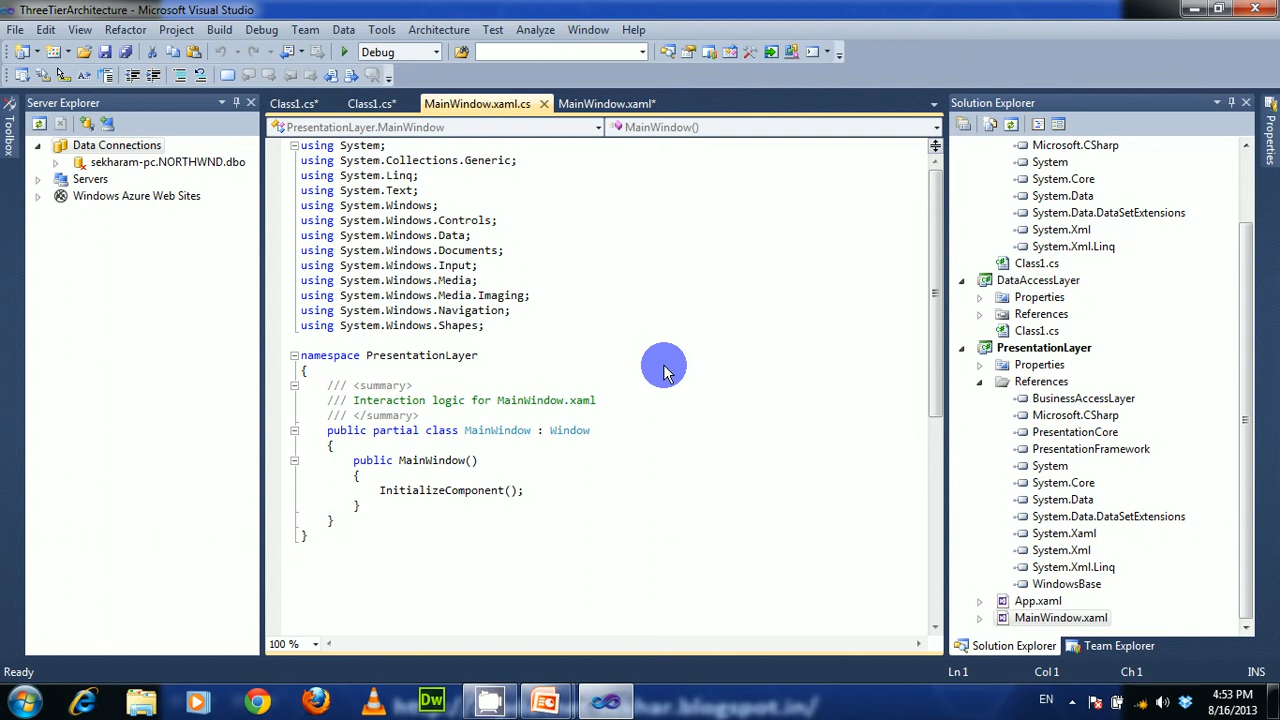 ThreeTierArchitecture - Microsoft Visual Studio
File Edit View Refactor Project Build Debug Team Data Tools Architecture Test Analyze Window Help
Debug
Server Explorer
Data Connections
sekharam-pc.NORTHWND.dbo
Servers
Windows Azure Web Sites
Toolbox
Class1.cs* Class1.cs* MainWindow.xaml.cs MainWindow.xaml*
PresentationLayer.MainWindow MainWindow()
using System;
using System.Collections.Generic;
using System.Linq;
using System.Text;
using System.Windows;
using System.Windows.Controls;
using System.Windows.Data;
using System.Windows.Documents;
using System.Windows.Input;
using System.Windows.Media;
using System.Windows.Media.Imaging;
using System.Windows.Navigation;
using System.Windows.Shapes;
namespace PresentationLayer
{
/// <summary>
/// Interaction logic for MainWindow.xaml
/// </summary>
public partial class MainWindow : Window
{
public MainWindow()
{
InitializeComponent();
}
}
}
100 %
Solution Explorer
Microsoft.CSharp
System
System.Core
System.Data
System.Data.DataSetExtensions
System.Xml
System.Xml.Linq
Class1.cs
DataAccessLayer
Properties
References
Class1.cs
PresentationLayer
Properties
References
BusinessAccessLayer
Microsoft.CSharp
PresentationCore
PresentationFramework
System
System.Core
System.Data
System.Data.DataSetExtensions
System.Xaml
System.Xml
System.Xml.Linq
WindowsBase
App.xaml
MainWindow.xaml
Solution Explorer Team Explorer
Properties
Ready Ln 1 Col 1 Ch 1 INS
Dw
EN
4:53 PM
8/16/2013